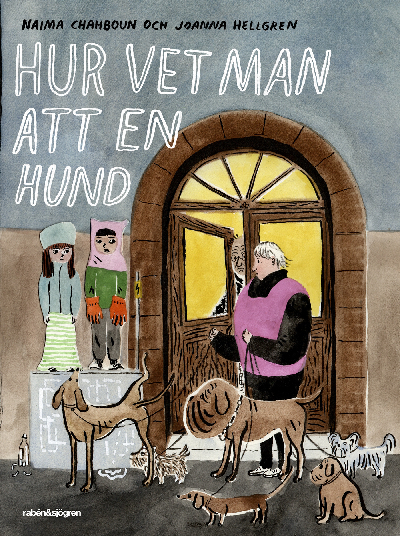 NAIMA CHAHBOUN OCH JOANNA HELLGREN
HUR VET MAN
ATT EN
HUND
rabén&sjögren